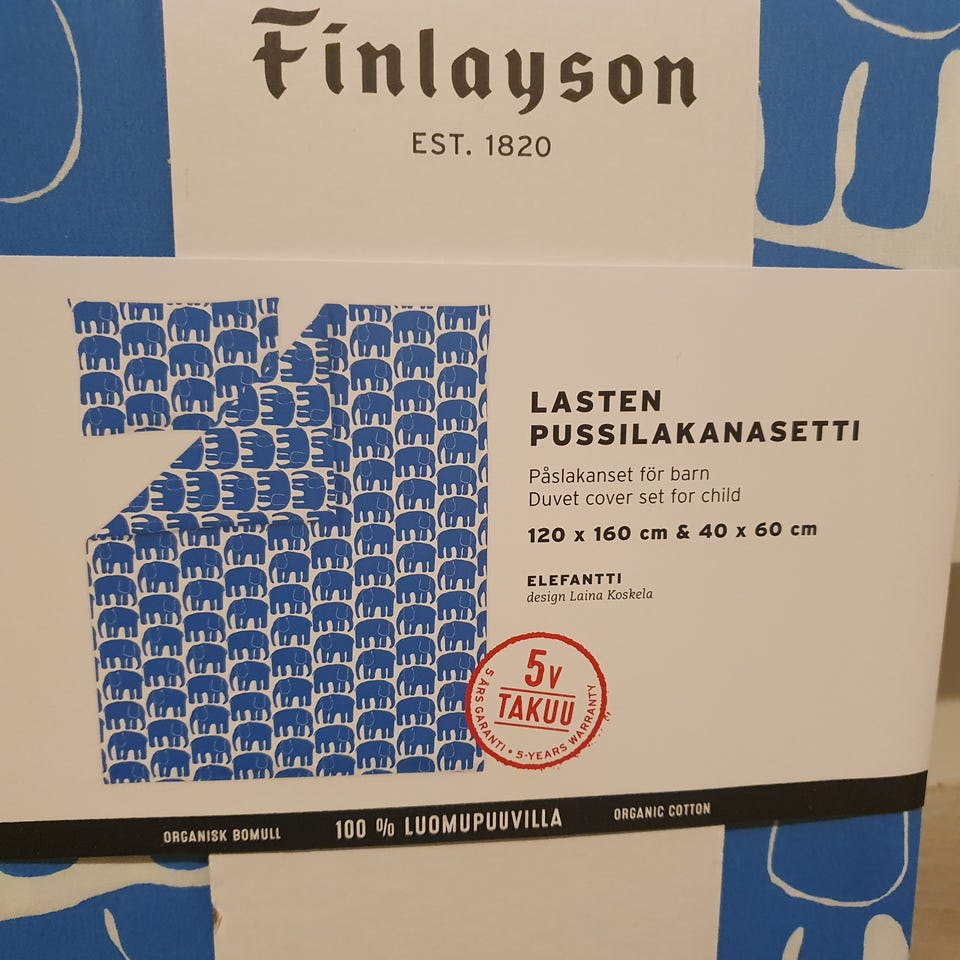 Finlayson
EST. 1820
LASTEN
PUSSILAKANASETTI
Påslakanset för barn
Duvet cover set for child
120 x 160 cm & 40 x 60 cm
ELEFANTTI
design Laina Koskela
5v
TAKUU
5 ÅRS GARANTI • 5-YEARS WARRANTY
ORGANISK BOMULL 100 % LUOMUPUUVILLA ORGANIC COTTON